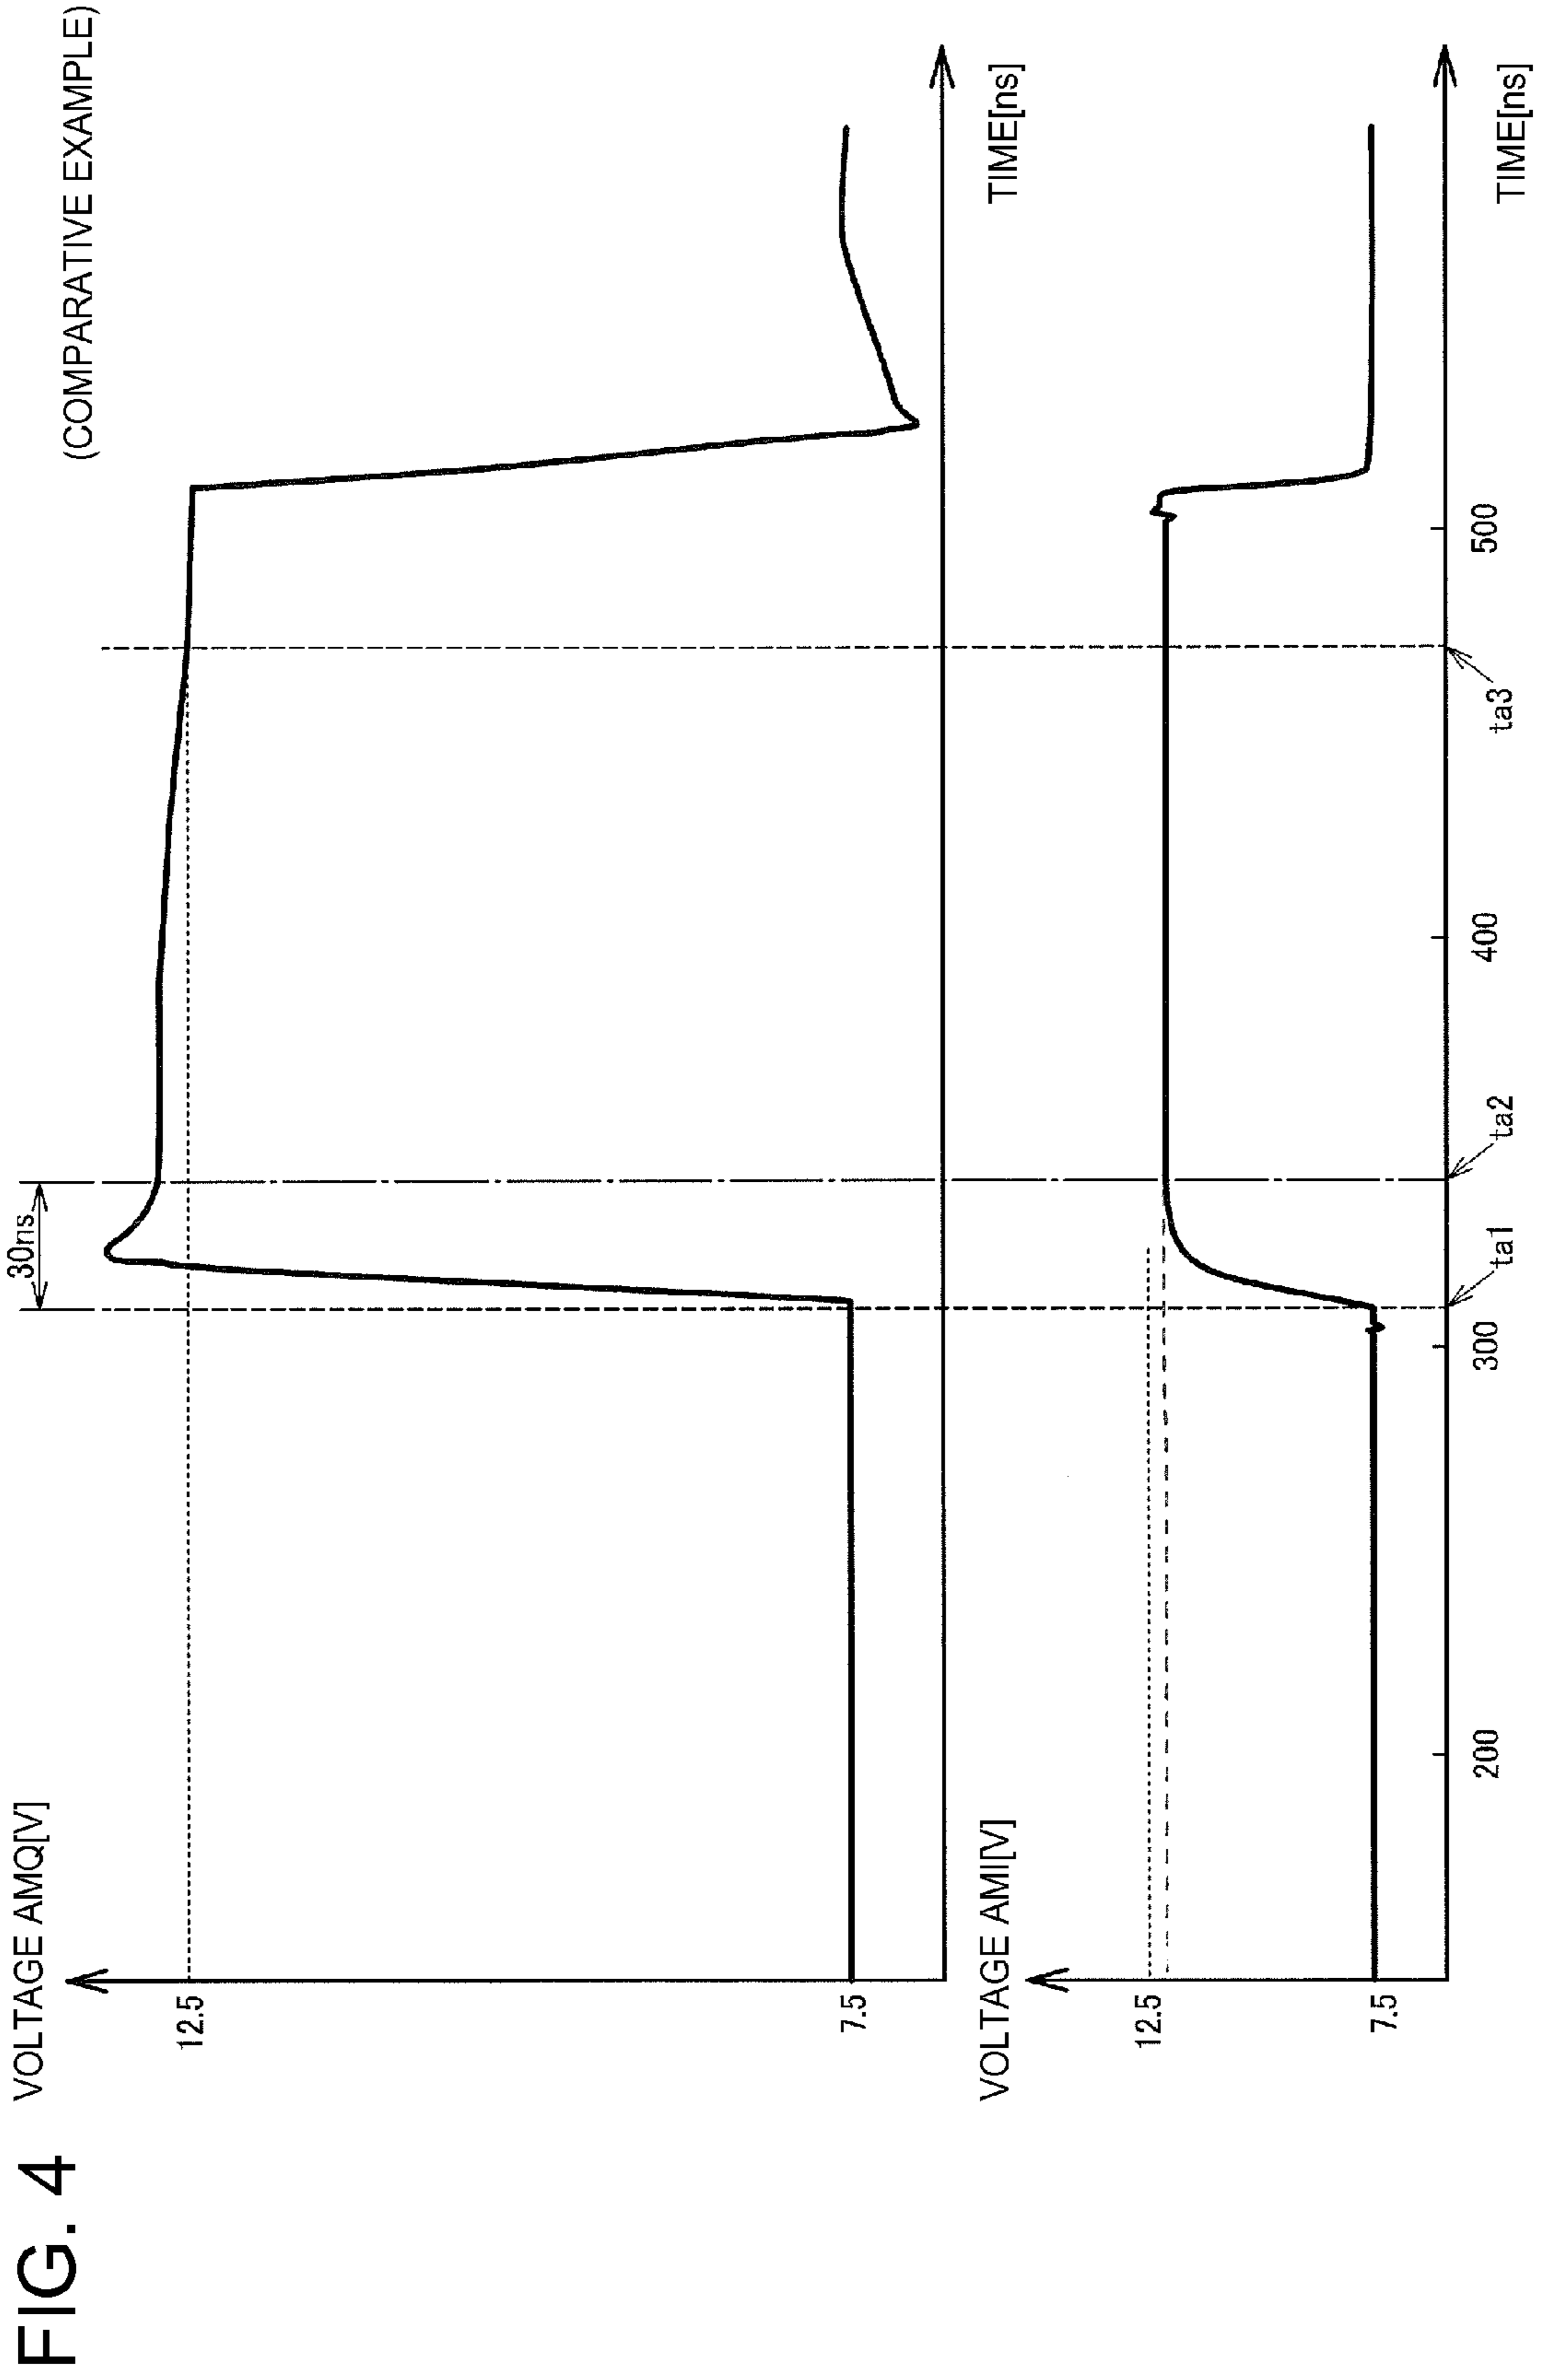 FIG. 4
(COMPARATIVE EXAMPLE)
VOLTAGE AMQ[V]
30ns
12.5
7.5
TIME[ns]
VOLTAGE AMI[V]
12.5
7.5
200
300
400
500
TIME[ns]
ta1
ta2
ta3